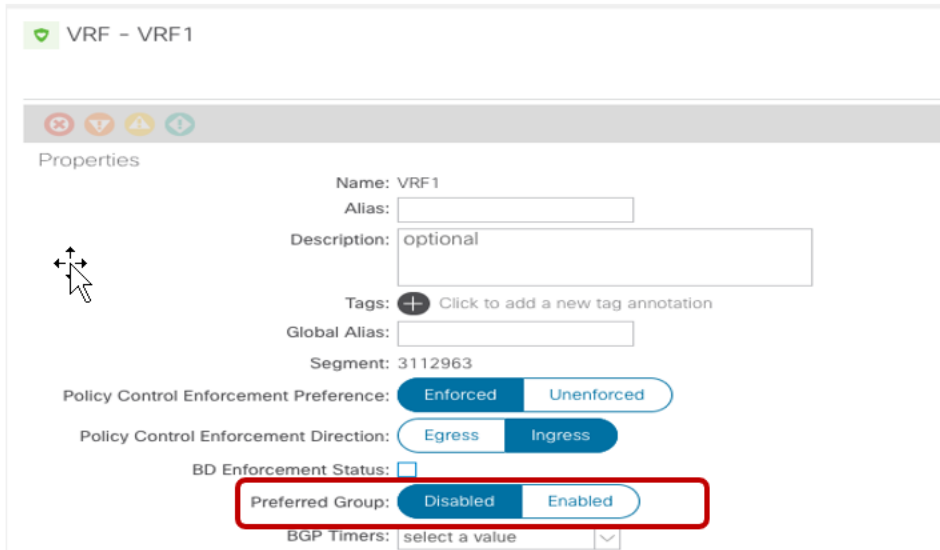 VRF - VRF1
Properties
Name: VRF1
Alias:
Description: optional
Tags: Click to add a new tag annotation
Global Alias:
Segment: 3112963
Policy Control Enforcement Preference: Enforced Unenforced
Policy Control Enforcement Direction: Egress Ingress
BD Enforcement Status:
Preferred Group: Disabled Enabled
BGP Timers: select a value